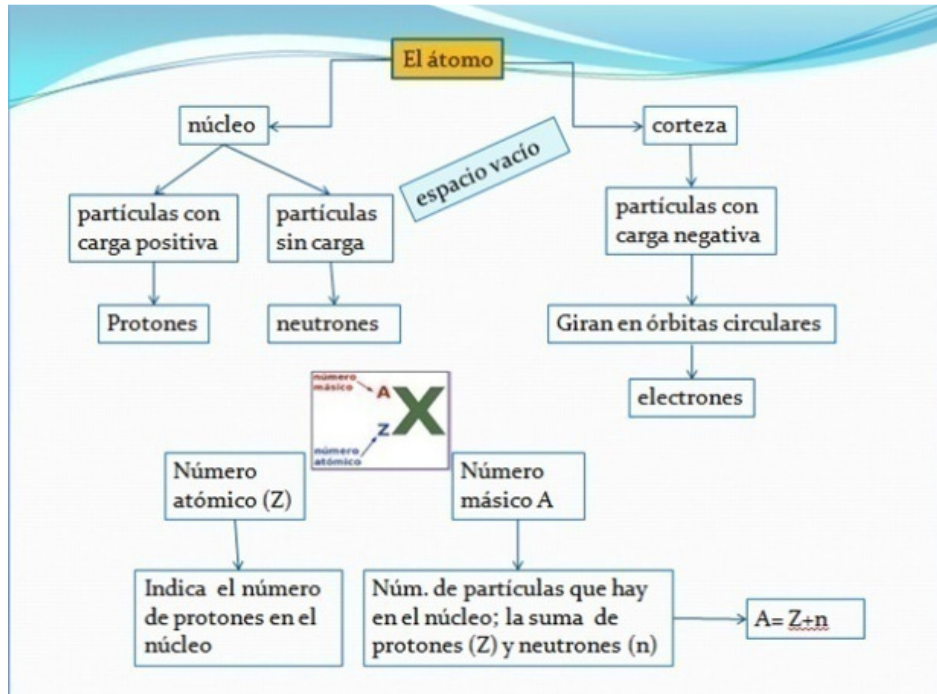 El átomo
núcleo
corteza
espacio vacío
partículas con
carga positiva
partículas
sin carga
partículas con
carga negativa
Protones
neutrones
Giran en órbitas circulares
electrones
número
másico
A
X
Z
número
atómico
Número
atómico (Z)
Número
másico A
Indica el número
de protones en el
núcleo
Núm. de partículas que hay
en el núcleo; la suma de
protones (Z) y neutrones (n)
A= Z+n